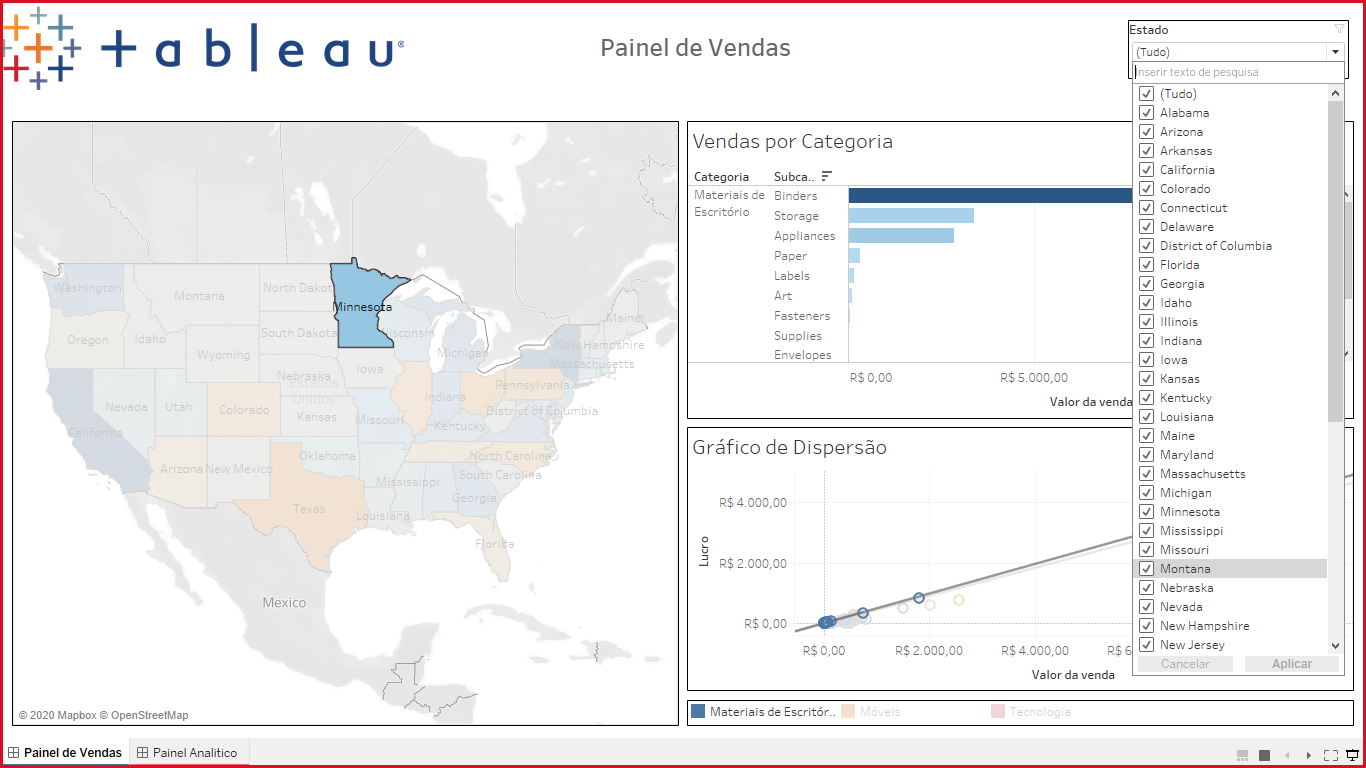 +ableau®
Painel de Vendas
Estado
(Tudo)
Inserir texto de pesquisa
(Tudo)
Alabama
Arizona
Arkansas
California
Colorado
Connecticut
Delaware
District of Columbia
Florida
Georgia
Idaho
Illinois
Indiana
Iowa
Kansas
Kentucky
Louisiana
Maine
Maryland
Massachusetts
Michigan
Minnesota
Mississippi
Missouri
Montana
Nebraska
Nevada
New Hampshire
New Jersey
Cancelar
Aplicar
Washington
Montana
North Dakot
Minnesota
Oregon
Idaho
South Dakota
Wisconsin
Maine
Wyoming
Michigan
New Hampshire
Massachusetts
Iowa
Nebraska
Estados
Unidos
Pennsylvania
Nevada
Utah
Colorado
Kansas
Missouri
Indiana
District of Columbia
California
Kentucky
Arizona
New Mexico
Oklahoma
North Carolina
Mississippi
South Carolina
Texas
Louisiana
Georgia
Florida
Mexico
© 2020 Mapbox © OpenStreetMap
Vendas por Categoria
Categoria
Subca..
Materiais de
Escritório
Binders
Storage
Appliances
Paper
Labels
Art
Fasteners
Supplies
Envelopes
R$ 0,00
R$ 5.000,00
Valor da venda
Gráfico de Dispersão
Lucro
R$ 4.000,00
R$ 2.000,00
R$ 0,00
R$ 0,00
R$ 2.000,00
R$ 4.000,00
R$ 6
Valor da venda
Materiais de Escritór..
Móveis
Tecnologia
Painel de Vendas
Painel Analitico